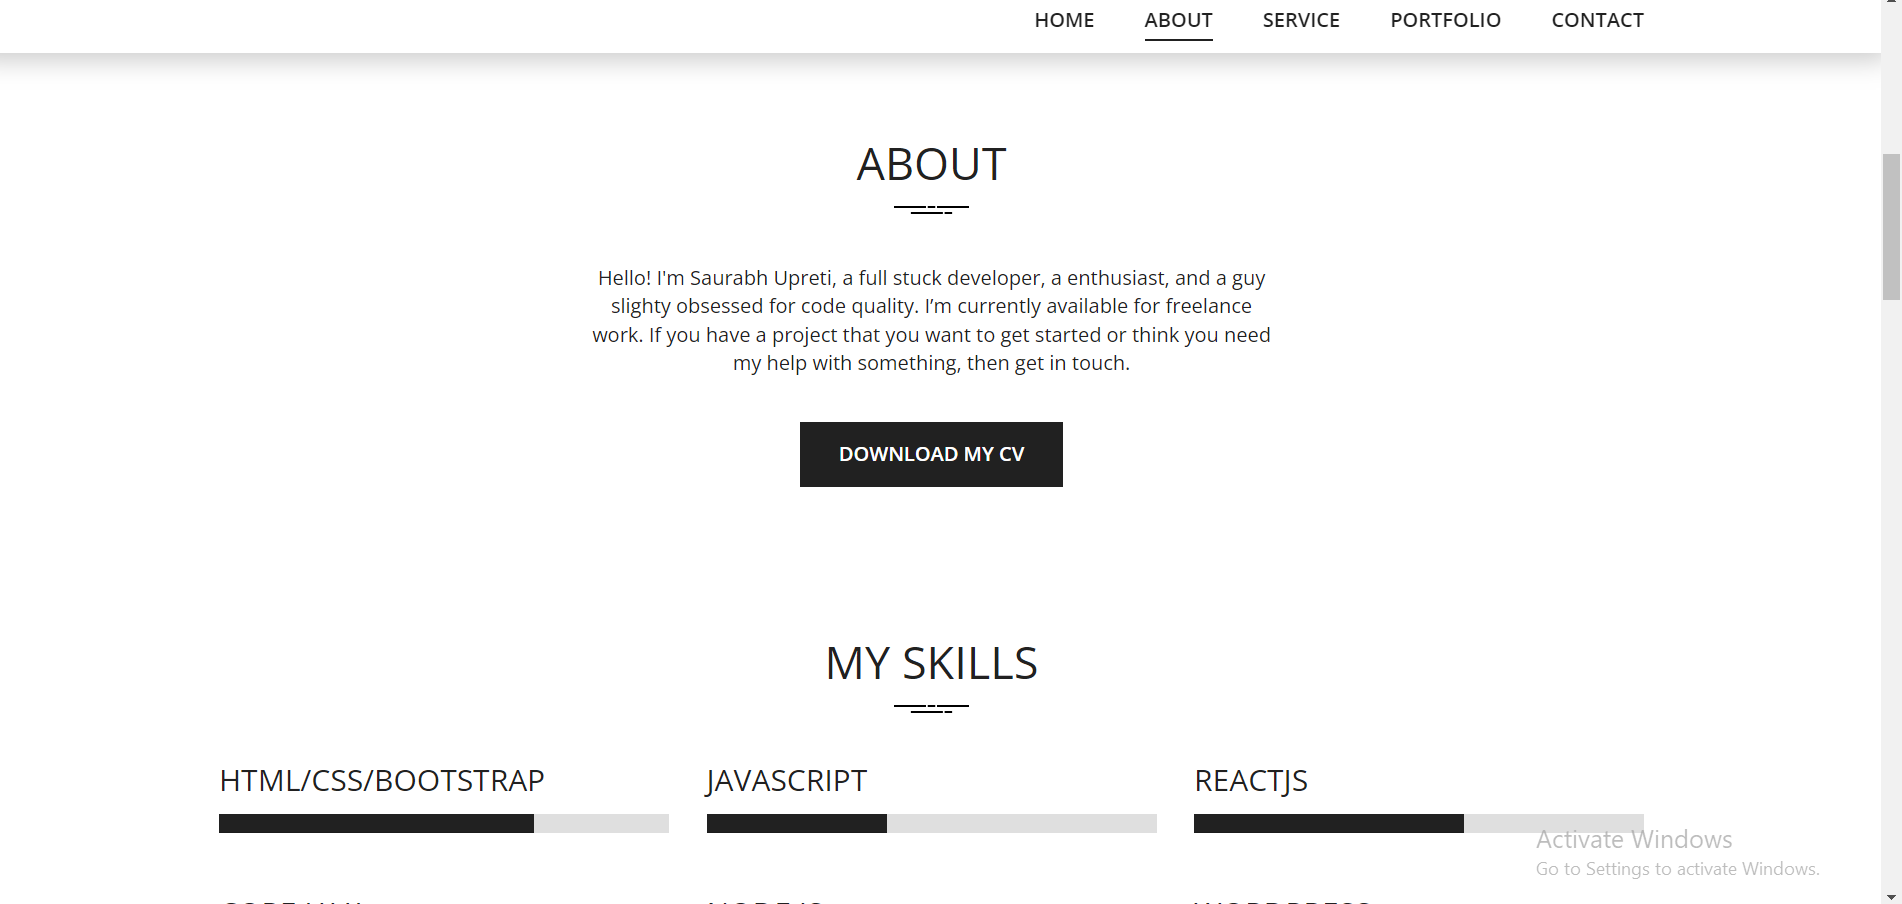 HOME ABOUT SERVICE PORTFOLIO CONTACT
ABOUT
Hello! I'm Saurabh Upreti, a full stuck developer, a enthusiast, and a guy
slighty obsessed for code quality. I’m currently available for freelance
work. If you have a project that you want to get started or think you need
my help with something, then get in touch.
DOWNLOAD MY CV
MY SKILLS
HTML/CSS/BOOTSTRAP JAVASCRIPT REACTJS
Activate Windows
Go to Settings to activate Windows.